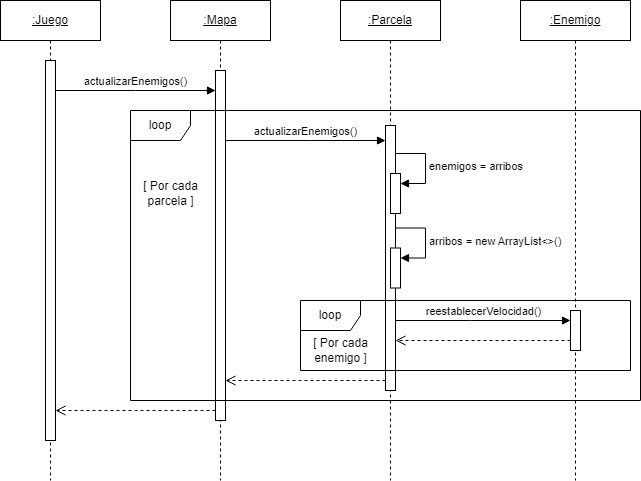 :Juego
:Mapa
:Parcela
:Enemigo
actualizarEnemigos()
loop
actualizarEnemigos()
enemigos = arribos
[ Por cada
parcela ]
arribos = new ArrayList<>()
loop
reestablecerVelocidad()
[ Por cada
enemigo ]